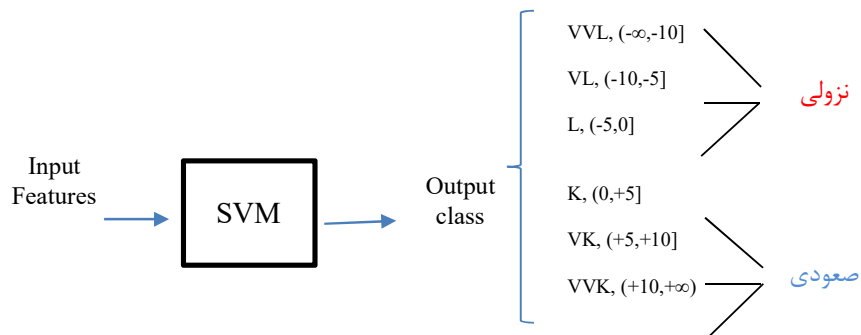 Input
Features
SVM
Output
class
VVL, (-∞,-10]
VL, (-10,-5]
L, (-5,0]
نزولی
K, (0,+5]
VK, (+5,+10]
VVK, (+10,+∞)
صعودی